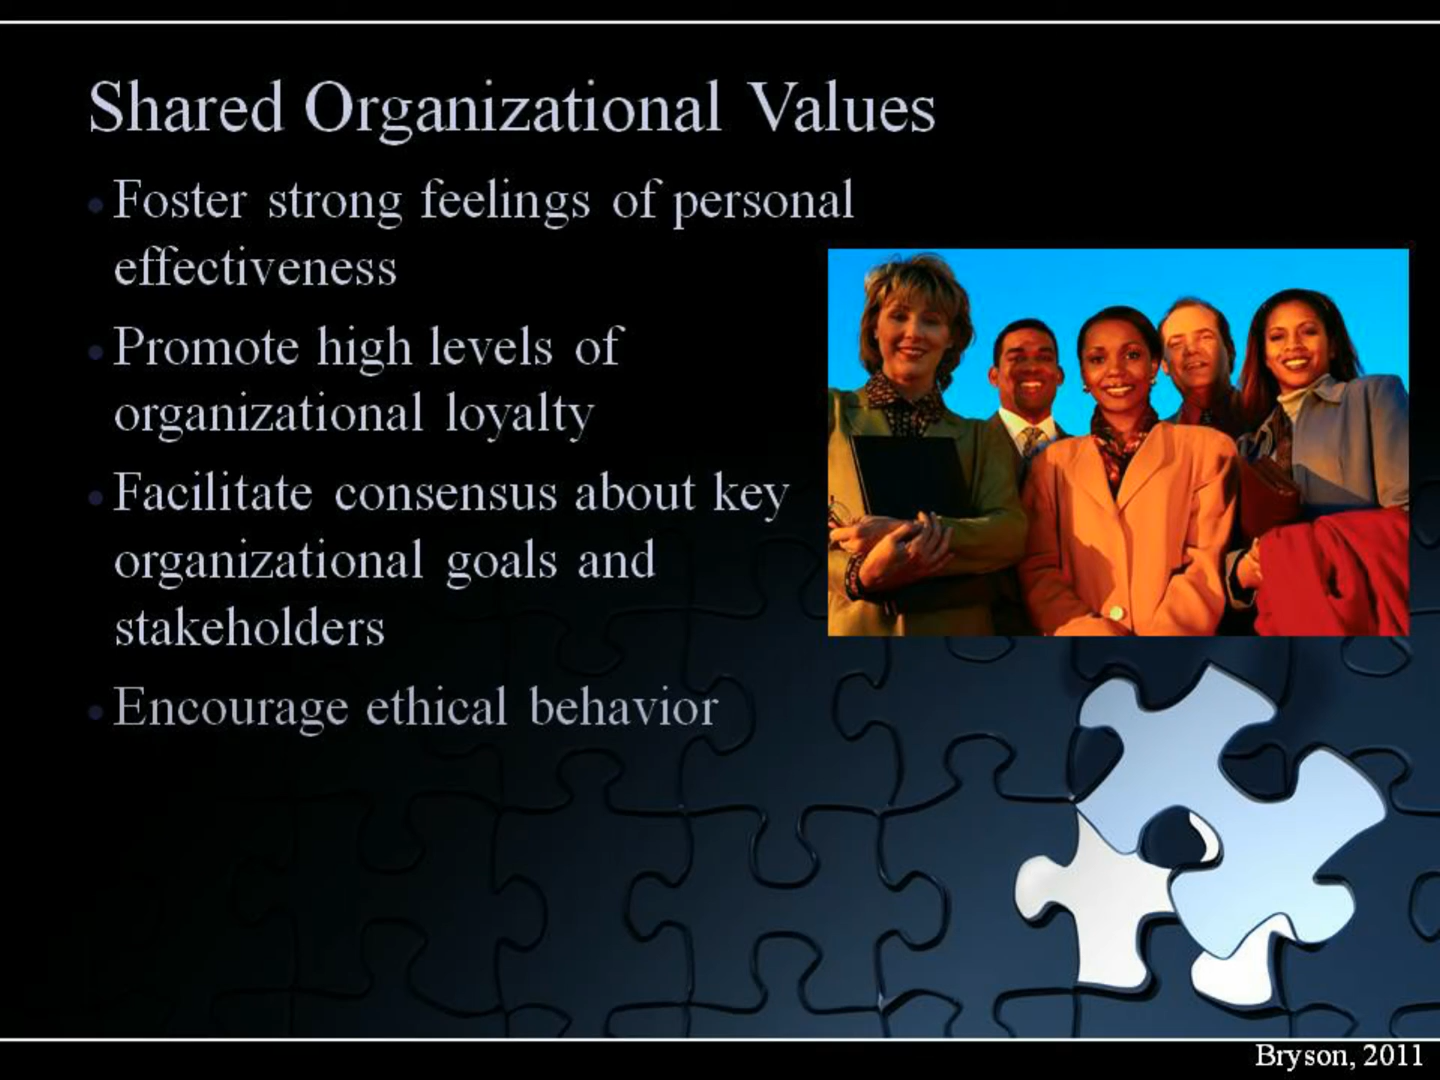 Shared Organizational Values
• Foster strong feelings of personal
effectiveness
• Promote high levels of
organizational loyalty
• Facilitate consensus about key
organizational goals and
stakeholders
• Encourage ethical behavior
Bryson, 2011